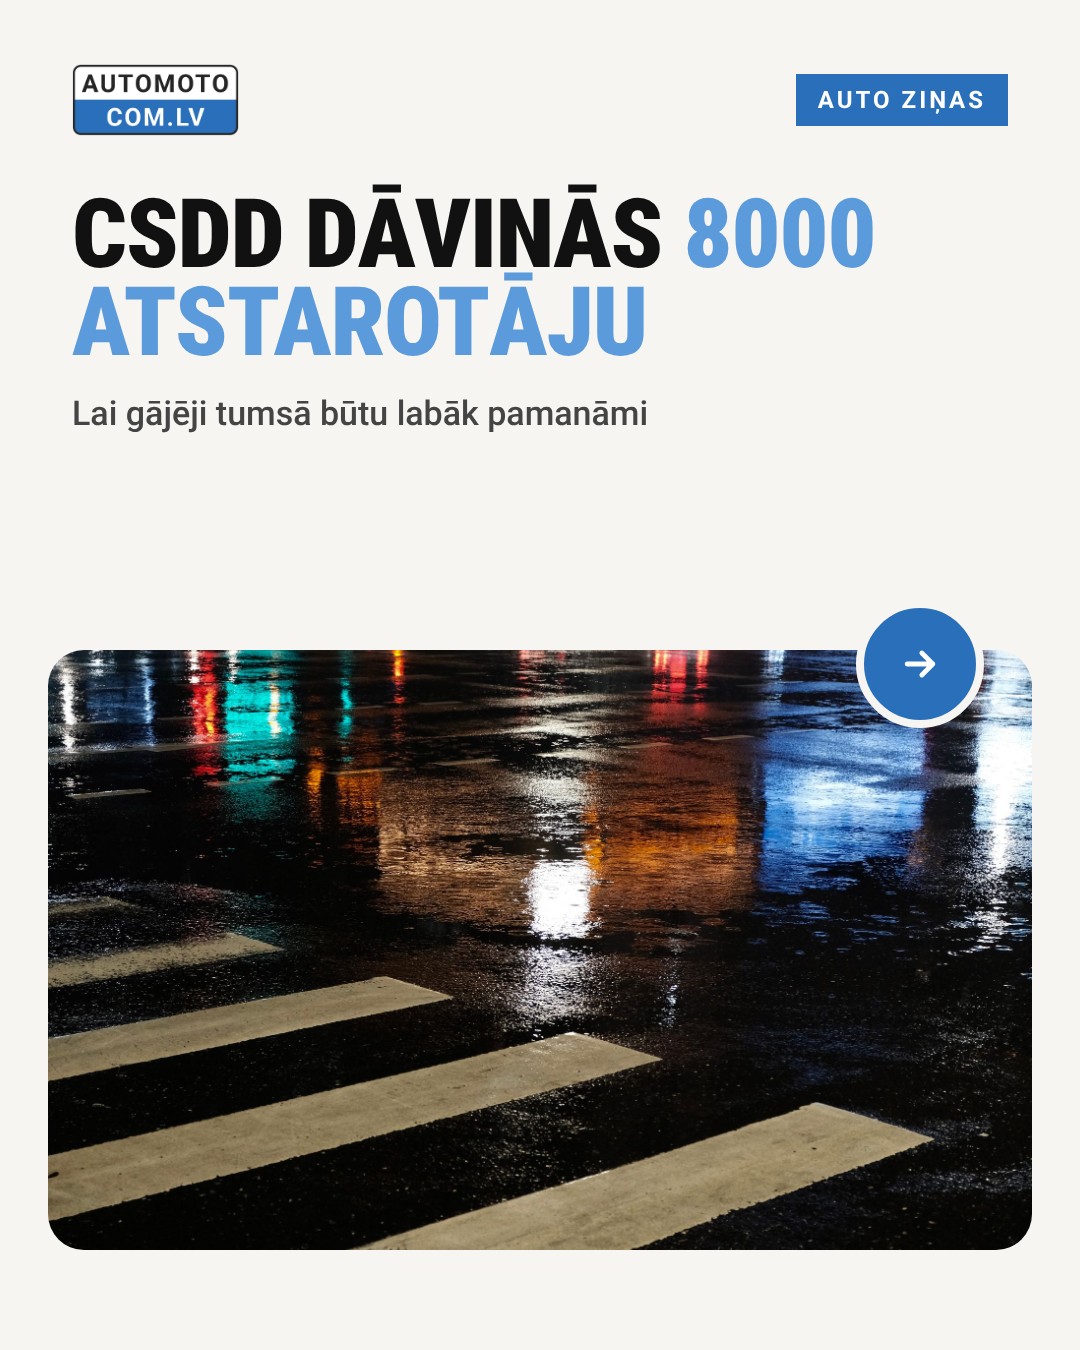 AUTOMOTO
COM.LV
AUTO ZIŅAS
CSDD DĀVINĀS 8000
ATSTAROTĀJU
Lai gājēji tumsā būtu labāk pamanāmi